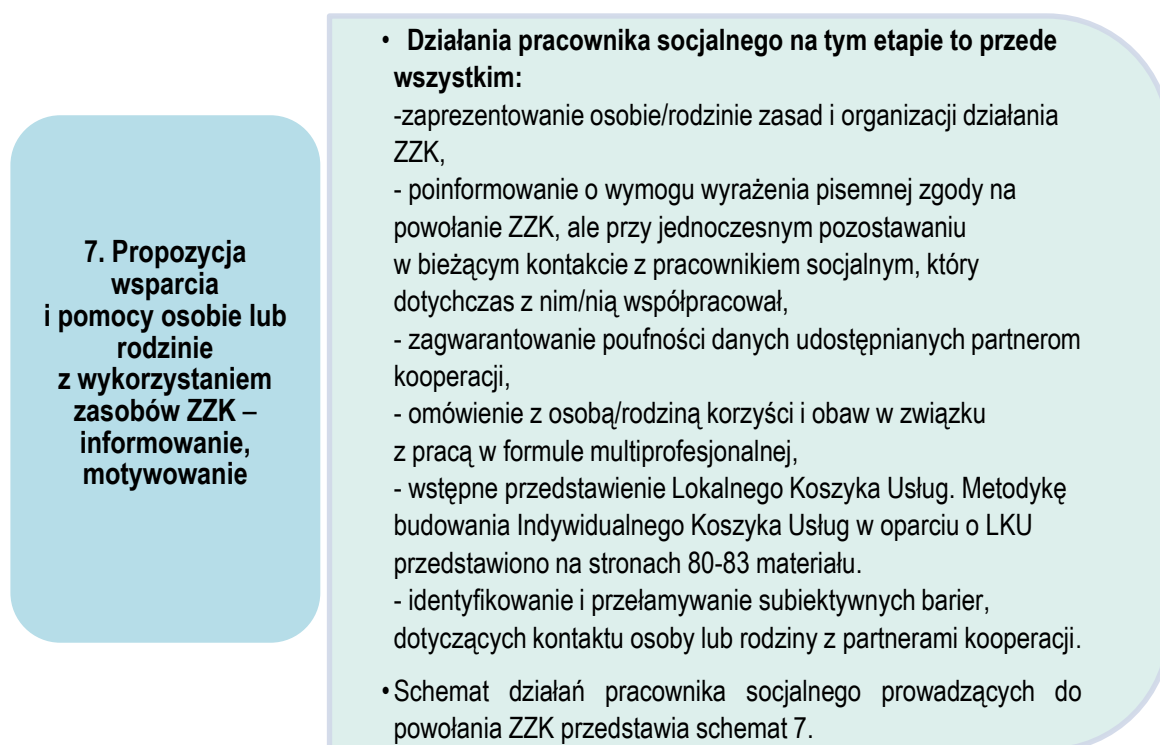 7. Propozycja
wsparcia
i pomocy osobie lub
rodzinie
z wykorzystaniem
zasobów ZZK –
informowanie,
motywowanie
• Działania pracownika socjalnego na tym etapie to przede
wszystkim:
-zaprezentowanie osobie/rodzinie zasad i organizacji działania
ZZK,
- poinformowanie o wymogu wyrażenia pisemnej zgody na
powołanie ZZK, ale przy jednoczesnym pozostawaniu
w bieżącym kontakcie z pracownikiem socjalnym, który
dotychczas z nim/nią współpracował,
- zagwarantowanie poufności danych udostępnianych partnerom
kooperacji,
- omówienie z osobą/rodziną korzyści i obaw w związku
z pracą w formule multiprofesjonalnej,
- wstępne przedstawienie Lokalnego Koszyka Usług. Metodykę
budowania Indywidualnego Koszyka Usług w oparciu o LKU
przedstawiono na stronach 80-83 materiału.
- identyfikowanie i przełamywanie subiektywnych barier,
dotyczących kontaktu osoby lub rodziny z partnerami kooperacji.
• Schemat działań pracownika socjalnego prowadzących do
powołania ZZK przedstawia schemat 7.